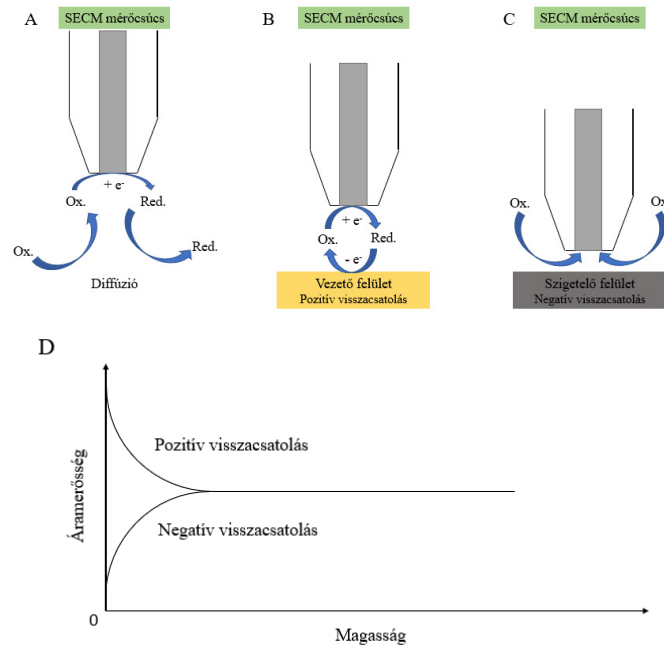 A
SECM mérőcsúcs
+ e-
Ox.
Red.
Ox.
Red.
Diffúzió
B
SECM mérőcsúcs
+ e-
Ox.
Red.
- e-
Vezető felület
Pozitív visszacsatolás
C
SECM mérőcsúcs
Ox.
Ox
Szigetelő felület
Negatív visszacsatolás
D
Áramerősség
Pozitív visszacsatolás
Negatív visszacsatolás
0
Magasság